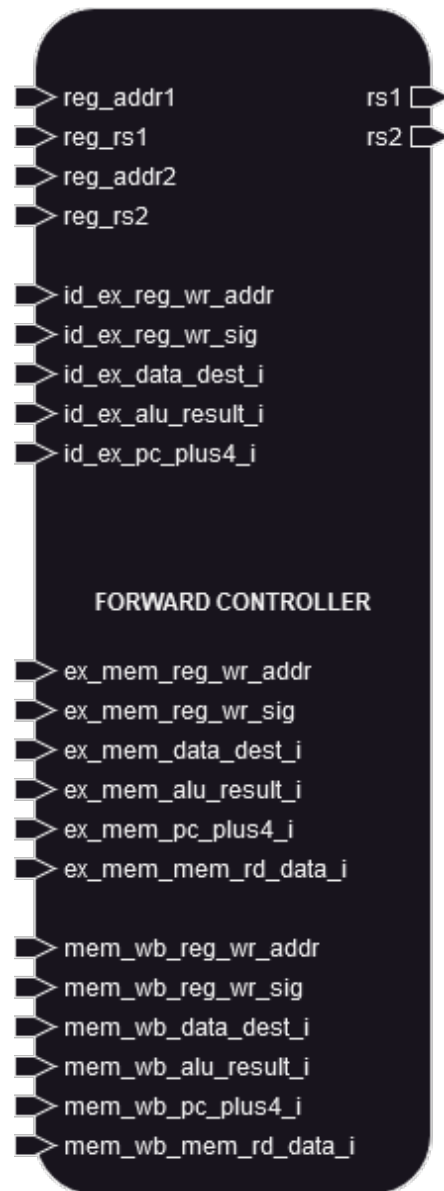 reg_addr1
rs1
reg_rs1
rs2
reg_addr2
reg_rs2
id_ex_reg_wr_addr
id_ex_reg_wr_sig
id_ex_data_dest_i
id_ex_alu_result_i
id_ex_pc_plus4_i
FORWARD CONTROLLER
ex_mem_reg_wr_addr
ex_mem_reg_wr_sig
ex_mem_data_dest_i
ex_mem_alu_result_i
ex_mem_pc_plus4_i
ex_mem_mem_rd_data_i
mem_wb_reg_wr_addr
mem_wb_reg_wr_sig
mem_wb_data_dest_i
mem_wb_alu_result_i
mem_wb_pc_plus4_i
mem_wb_mem_rd_data_i